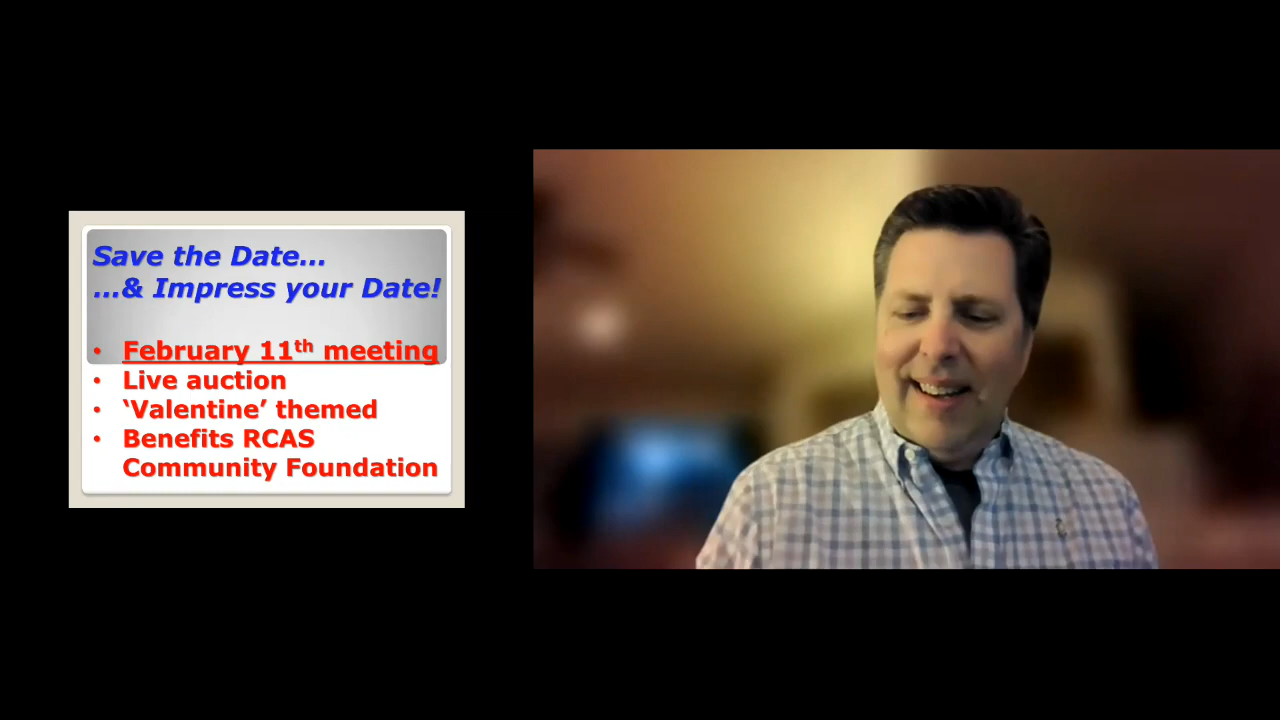 Save the Date...
...& Impress your Date!
• February 11th meeting
• Live auction
• ‘Valentine’ themed
• Benefits RCAS
Community Foundation